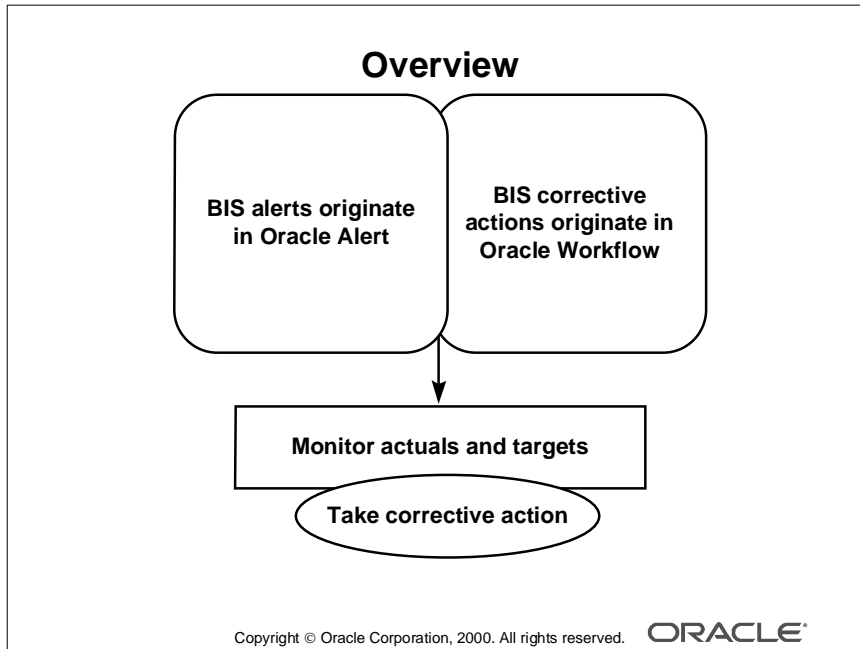 Overview
BIS alerts originate
in Oracle Alert
BIS corrective
actions originate in
Oracle Workflow
Monitor actuals and targets
Take corrective action
Copyright © Oracle Corporation, 2000. All rights reserved. ORACLE®